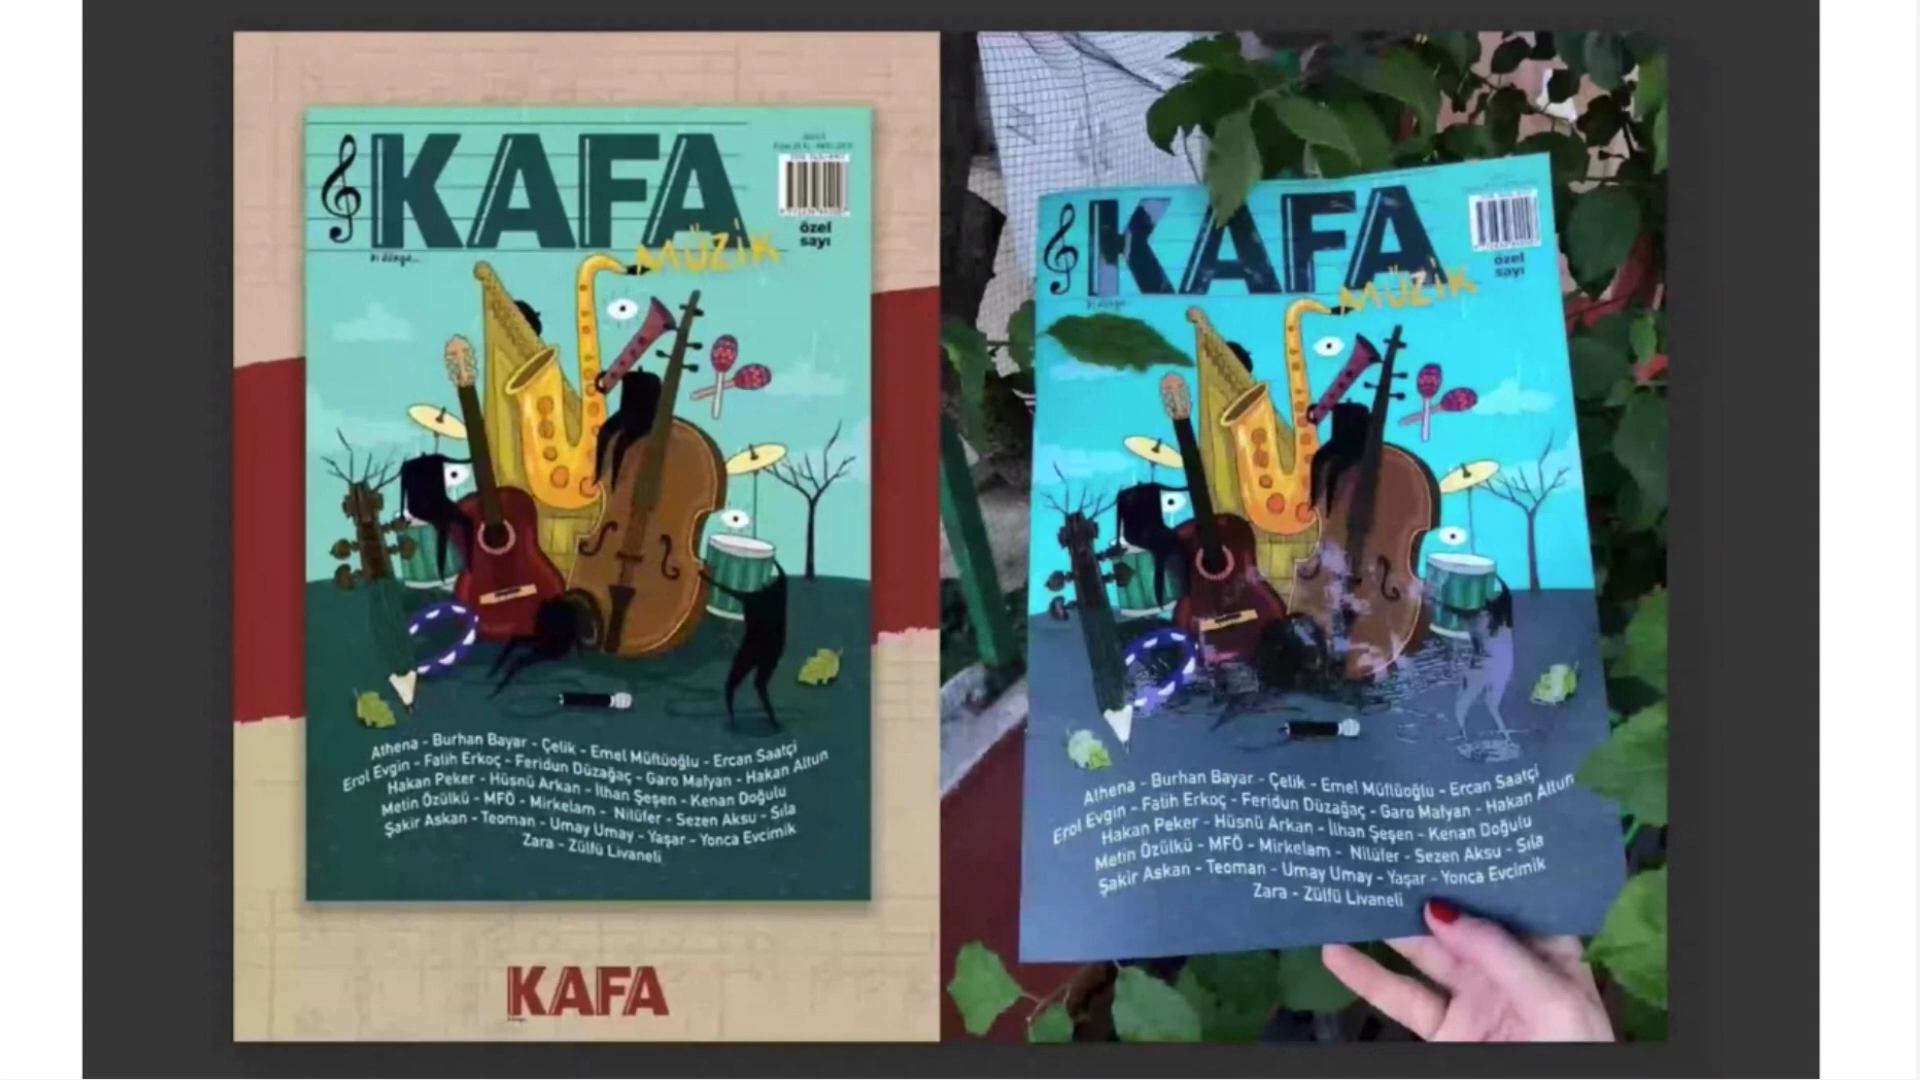 KAFA
MÜZİK
özel
sayı
Athena - Burhan Bayar - Çelik - Emel Müftüoğlu - Ercan Saatçi
Erol Evgin - Fatih Erkoç - Feridun Düzağaç - Garo Mafyan - Hakan Altun
Hakan Peker - Hüsnü Arkan - İlhan Şeşen - Kenan Doğulu
Metin Özülkü - MFÖ - Mirkelam - Nilüfer - Sezen Aksu - Sıla
Şakir Askan - Teoman - Umay Umay - Yaşar - Yonca Evcimik
Zara - Zülfü Livaneli
KAFA
KAFA
MÜZİK
özel
sayı
Athena - Burhan Bayar - Çelik - Emel Müftüoğlu - Ercan Saatçi
Erol Evgin - Fatih Erkoç - Feridun Düzağaç - Garo Mafyan - Hakan Altun
Hakan Peker - Hüsnü Arkan - İlhan Şeşen - Kenan Doğulu
Metin Özülkü - MFÖ - Mirkelam - Nilüfer - Sezen Aksu - Sıla
Şakir Askan - Teoman - Umay Umay - Yaşar - Yonca Evcimik
Zara - Zülfü Livaneli